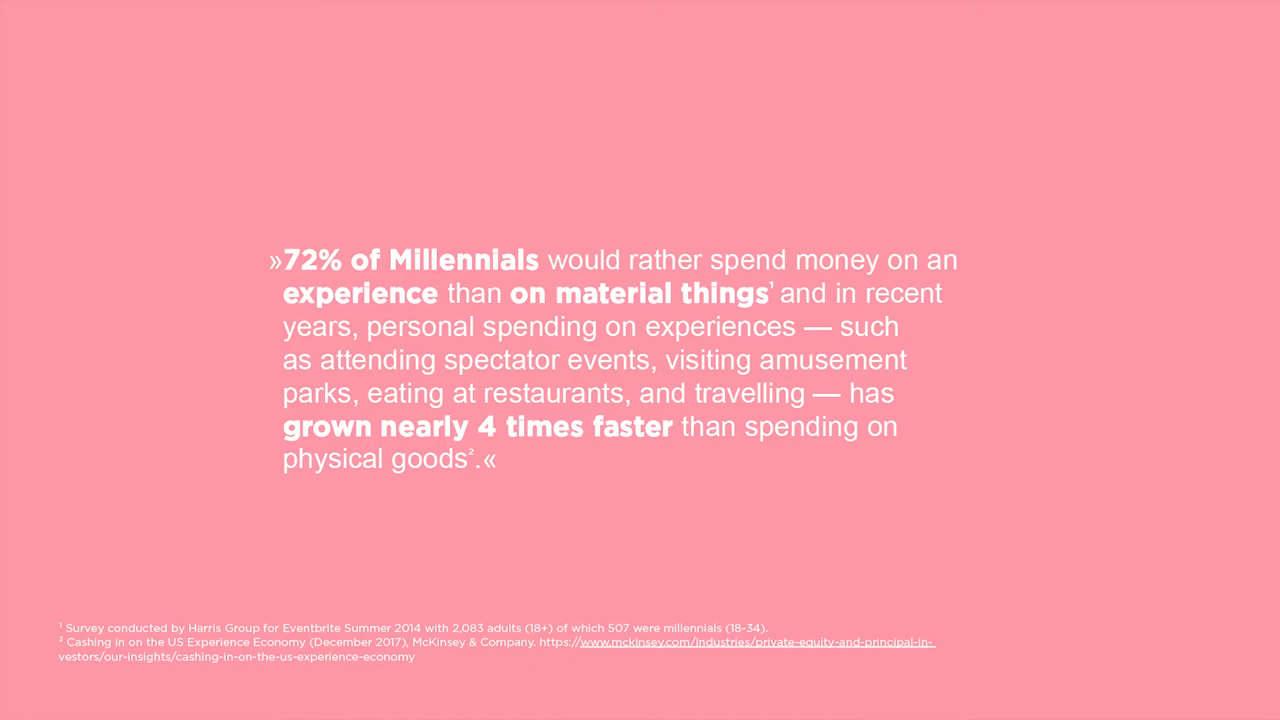 »72% of Millennials would rather spend money on an
experience than on material things¹ and in recent
years, personal spending on experiences — such
as attending spectator events, visiting amusement
parks, eating at restaurants, and travelling — has
grown nearly 4 times faster than spending on
physical goods².«
¹ Survey conducted by Harris Group for Eventbrite Summer 2014 with 2,083 adults (18+) of which 507 were millennials (18-34).
² Cashing in on the US Experience Economy (December 2017), McKinsey & Company. https://www.mckinsey.com/industries/private-equity-and-principal-in-
vestors/our-insights/cashing-in-on-the-us-experience-economy